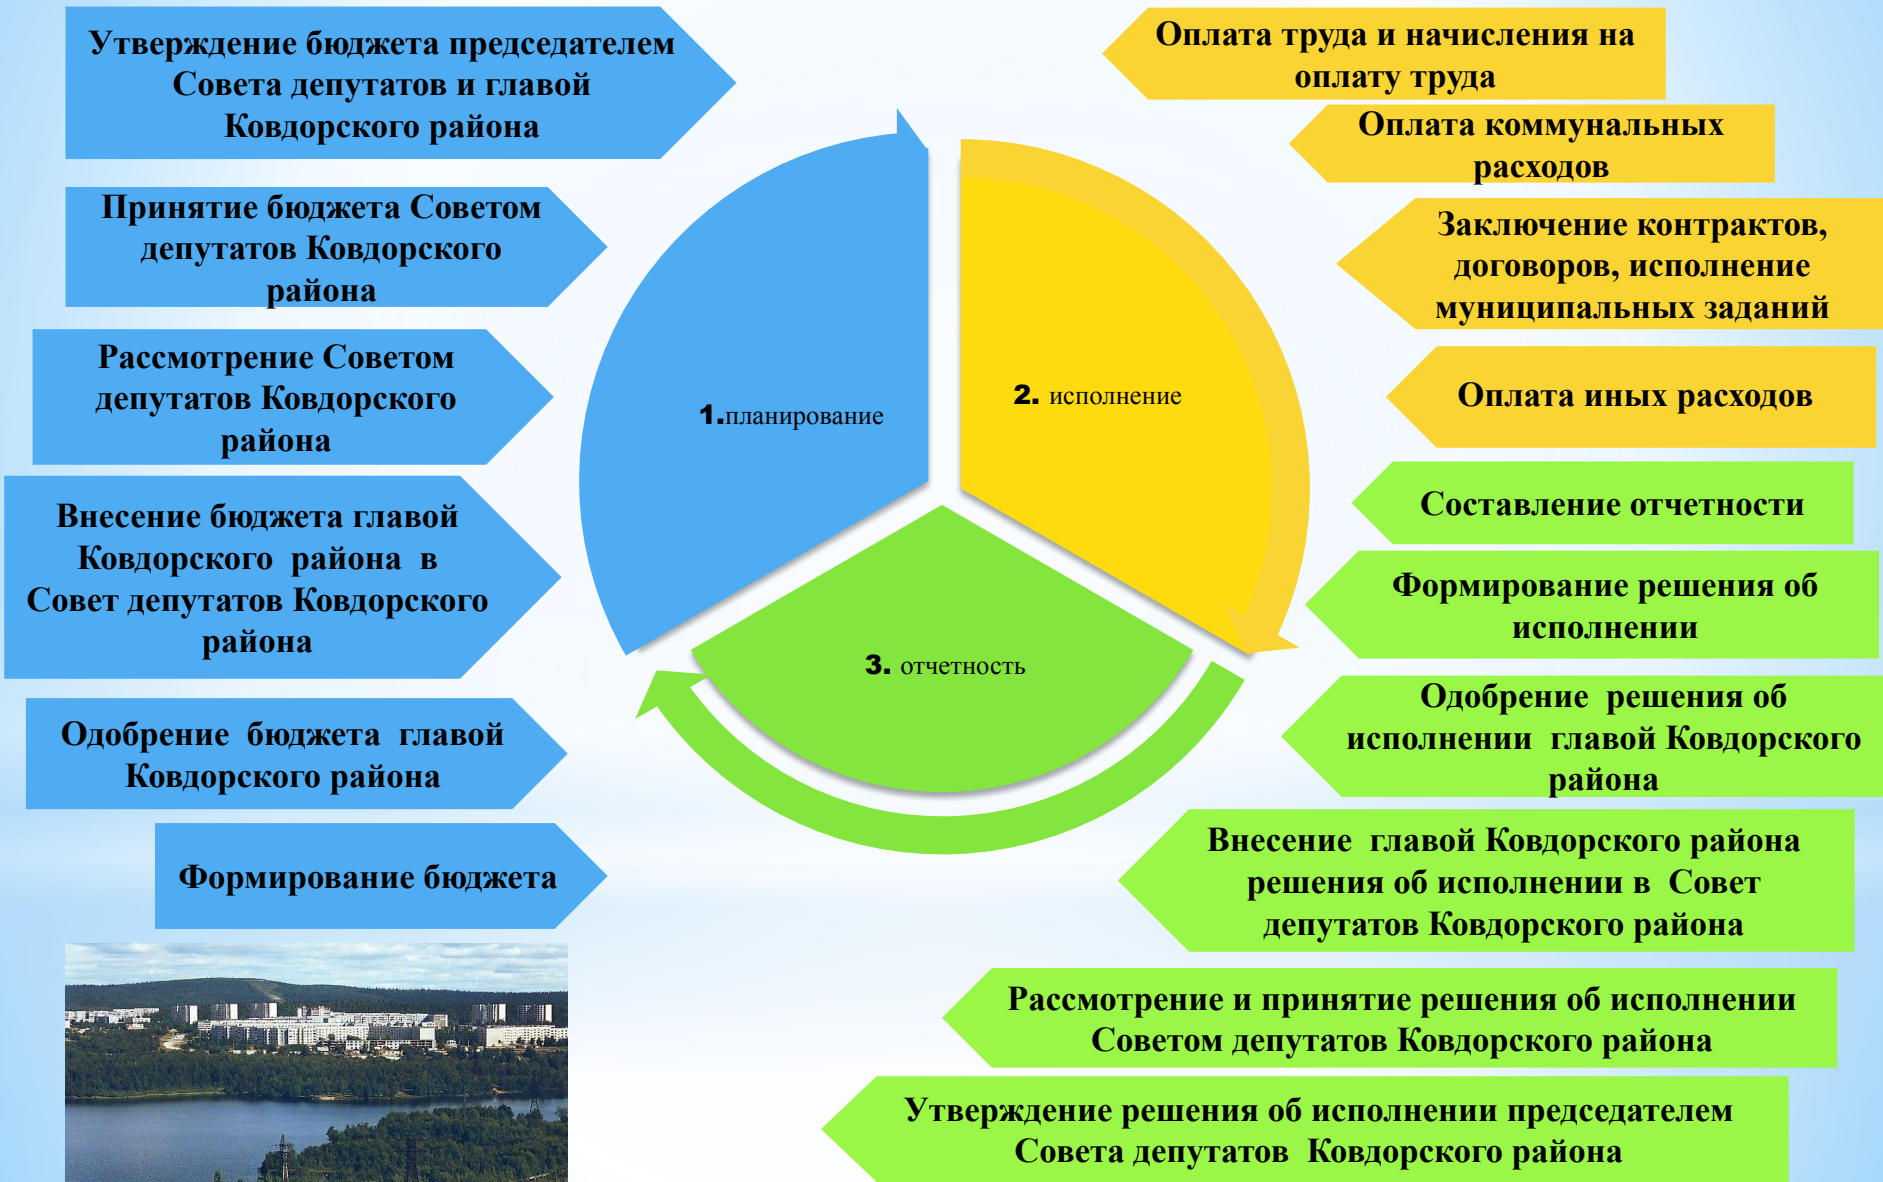 Утверждение бюджета председателем
Совета депутатов и главой
Ковдорского района
Принятие бюджета Советом
депутатов Ковдорского
района
Рассмотрение Советом
депутатов Ковдорского
района
Внесение бюджета главой
Ковдорского района в
Совет депутатов Ковдорского
района
Одобрение бюджета главой
Ковдорского района
Формирование бюджета
1.планирование
2. исполнение
3. отчетность
Оплата труда и начисления на
оплату труда
Оплата коммунальных
расходов
Заключение контрактов,
договоров, исполнение
муниципальных заданий
Оплата иных расходов
Составление отчетности
Формирование решения об
исполнении
Одобрение решения об
исполнении главой Ковдорского
района
Внесение главой Ковдорского района
решения об исполнении в Совет
депутатов Ковдорского района
Рассмотрение и принятие решения об исполнении
Советом депутатов Ковдорского района
Утверждение решения об исполнении председателем
Совета депутатов Ковдорского района